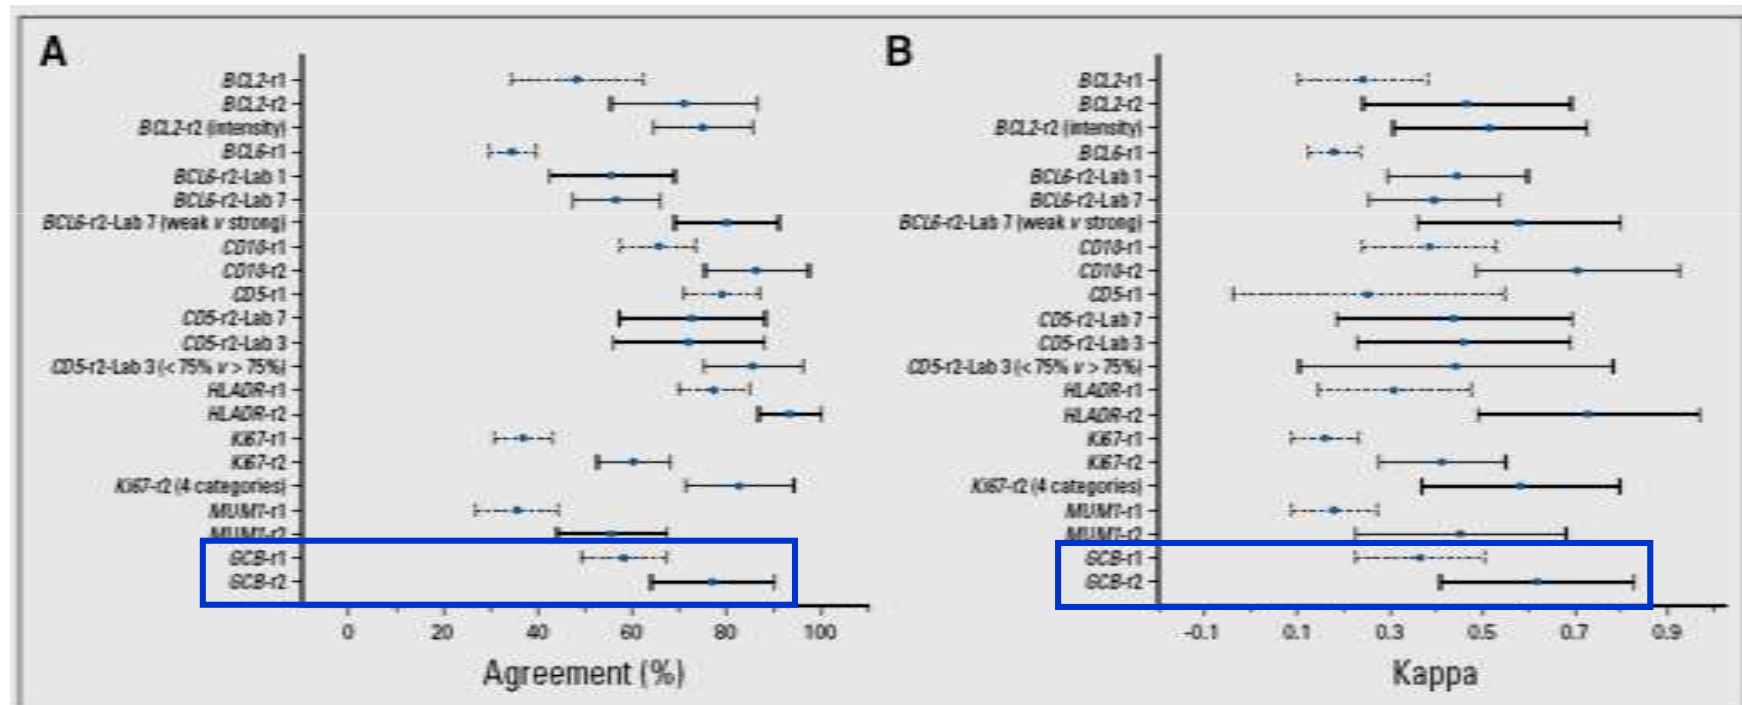 A
BCL2-r1
BCL2-r2
BCL2-r2 (intensity)
BCL6-r1
BCL6-r2-Lab 1
BCL6-r2-Lab 7
BCL6-r2-Lab 7 (weak v strong)
CD10-r1
CD10-r2
CD5-r1
CD5-r2-Lab 7
CD5-r2-Lab 3
CD5-r2-Lab 3 (< 75% v > 75%)
HLADR-r1
HLADR-r2
Ki67-r1
Ki67-r2
Ki67-r2 (4 categories)
MUM1-r1
MUM1-r2
GCB-r1
GCB-r2
0 20 40 60 80 100
Agreement (%)
B
BCL2-r1
BCL2-r2
BCL2-r2 (intensity)
BCL6-r1
BCL6-r2-Lab 1
BCL6-r2-Lab 7
BCL6-r2-Lab 7 (weak v strong)
CD10-r1
CD10-r2
CD5-r1
CD5-r2-Lab 7
CD5-r2-Lab 3
CD5-r2-Lab 3 (< 75% v > 75%)
HLADR-r1
HLADR-r2
Ki67-r1
Ki67-r2
Ki67-r2 (4 categories)
MUM1-r1
MUM1-r2
GCB-r1
GCB-r2
-0.1 0.1 0.3 0.5 0.7 0.9
Kappa